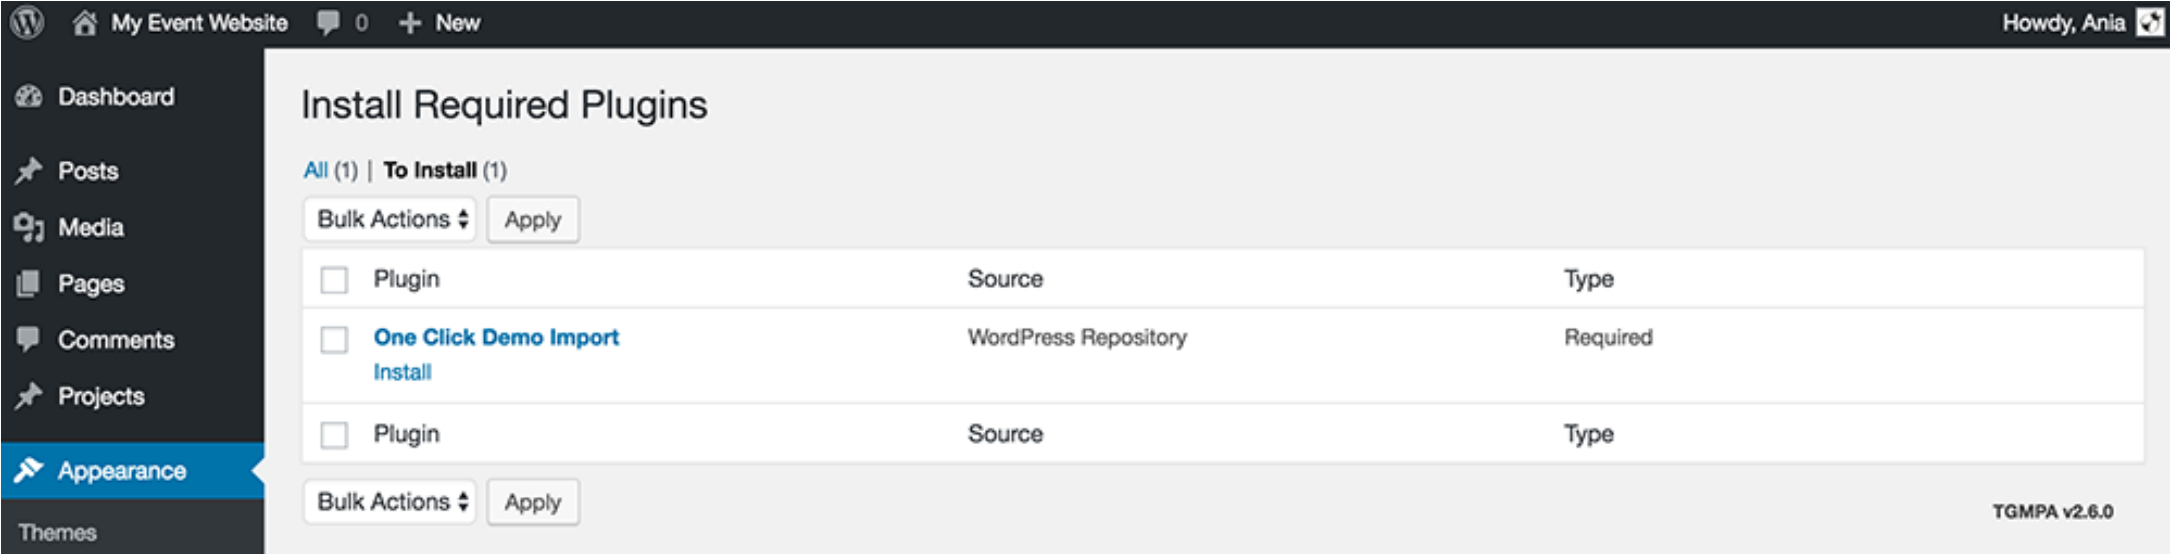 My Event Website 0 + New Howdy, Ania
Dashboard
Posts
Media
Pages
Comments
Projects
Appearance
Themes
Install Required Plugins
All (1) | To Install (1)
Bulk Actions Apply
Plugin Source Type
One Click Demo Import WordPress Repository Required
Install
Plugin Source Type
Bulk Actions Apply
TGMPA v2.6.0